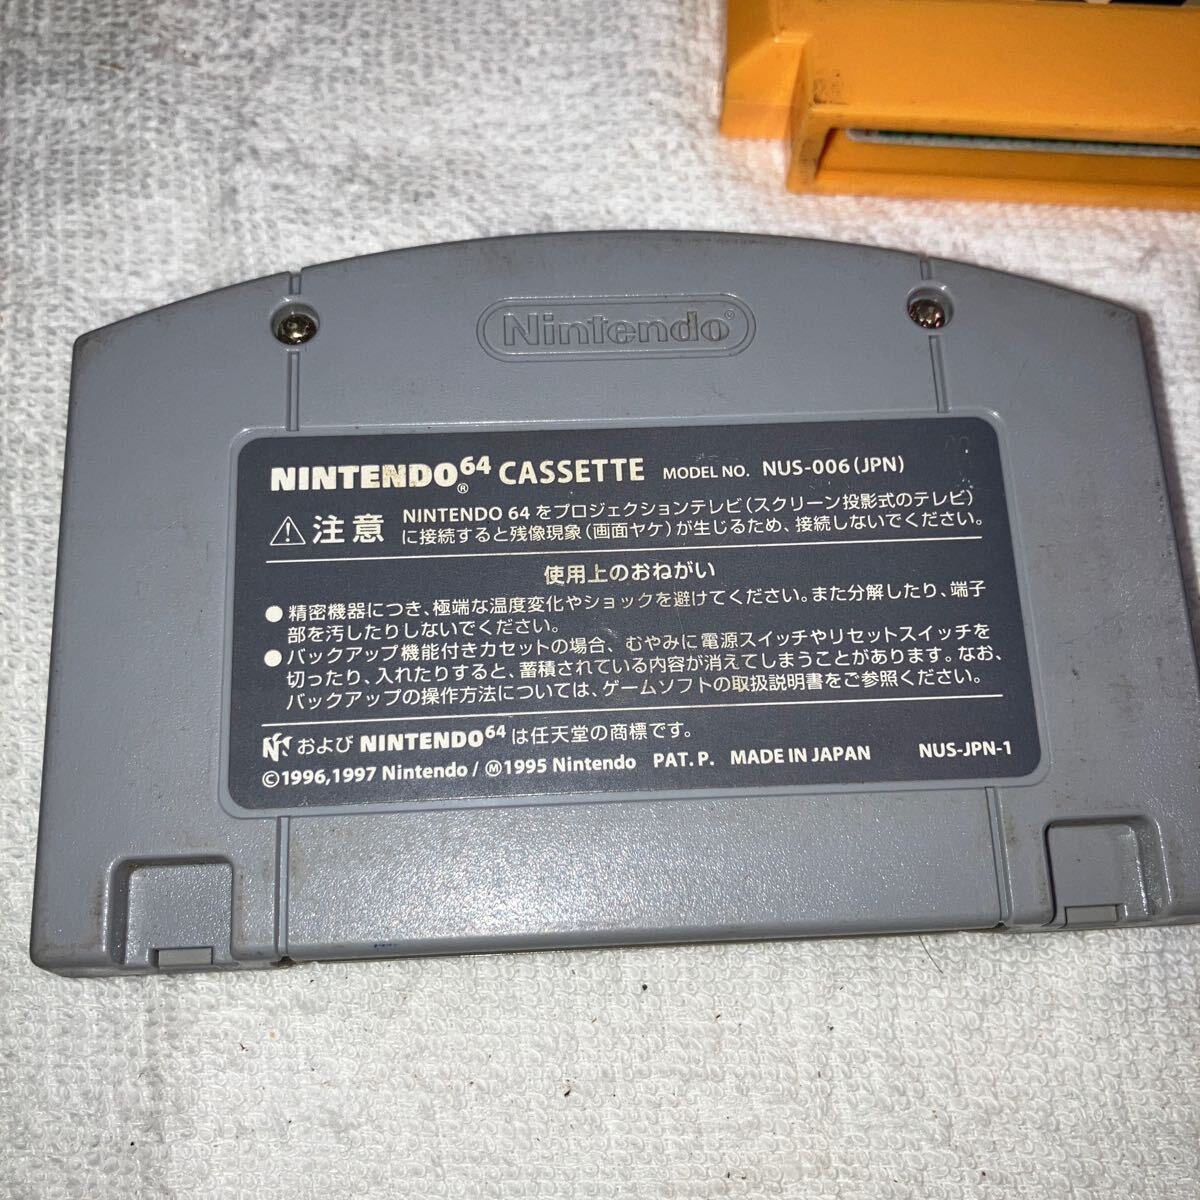 Nintendo®
NINTENDO64® CASSETTE MODEL NO. NUS-006(JPN)
⚠注意 NINTENDO 64をプロジェクションテレビ(スクリーン投影式のテレビ)
に接続すると残像現象(画面ヤケ)が生じるため、接続しないでください。
使用上のおねがい
●精密機器につき、極端な温度変化やショックを避けてください。また分解したり、端子
部を汚したりしないでください。
●バックアップ機能付きカセットの場合、むやみに電源スイッチやリセットスイッチを
切ったり、入れたりすると、蓄積されている内容が消えてしまうことがあります。なお、
バックアップの操作方法については、ゲームソフトの取扱説明書をご参照ください。
および NINTENDO64は任天堂の商標です。
©1996,1997 Nintendo / Ⓜ1995 Nintendo PAT. P. MADE IN JAPAN NUS-JPN-1